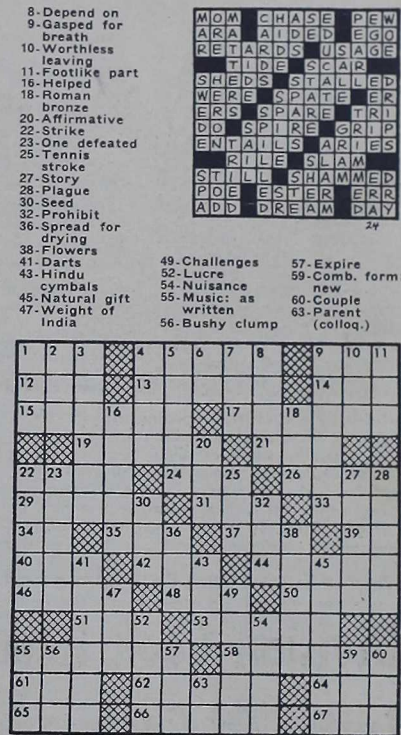 8-Depend on
9-Gasped for
breath
10-Worthless
leaving
11-Footlike part
16-Helped
18-Roman
bronze
20-Affirmative
22-Strike
23-One defeated
25-Tennis
stroke
27-Story
28-Plague
30-Seed
32-Prohibit
36-Spread for
drying
38-Flowers
41-Darts
43-Hindu
cymbals
45-Natural gift
47-Weight of
India
49-Challenges
52-Lucre
54-Nuisance
55-Music: as
written
56-Bushy clump
57-Expire
59-Comb. form
new
60-Couple
63-Parent
(colloq.)
MOM CHASE PEW
ARA AIDED EGO
RETARDS USAGE
TIDE SCAR
SHEDS STALLED
WERE SPATE ER
ERS SPARE TRI
DO SPIRE GRIP
ENTAILS ARIES
RILE SLAM
STILL SHAMMED
POE ESTER ERR
ADD DREAM DAY
24
1 2 3 4 5 6 7 8 9 10 11
12 13 14
15 16 17 18
19 20 21
22 23 24 25 26 27 28
29 30 31 32 33
34 35 36 37 38 39
40 41 42 43 44 45
46 47 48 49 50
51 52 53 54
55 56 57 58 59 60
61 62 63 64
65 66 67